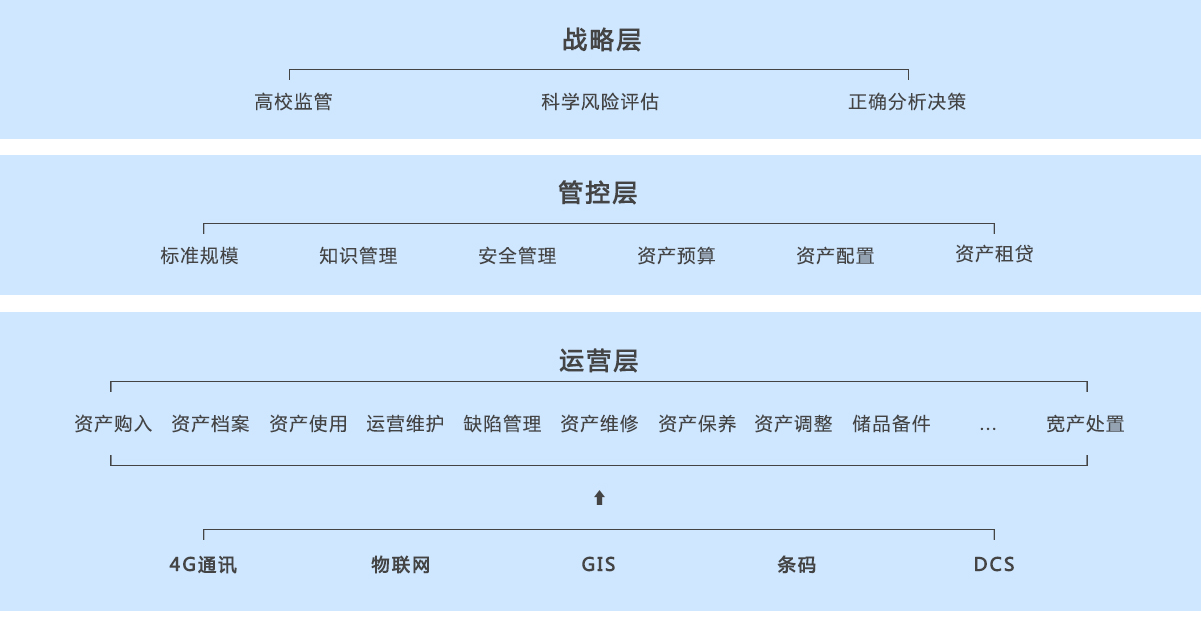 战略层
高校监管 科学风险评估 正确分析决策
管控层
标准规模 知识管理 安全管理 资产预算 资产配置 资产租贷
运营层
资产购入 资产档案 资产使用 运营维护 缺陷管理 资产维修 资产保养 资产调整 储品备件 ... 宽产处置
4G通讯 物联网 GIS 条码 DCS